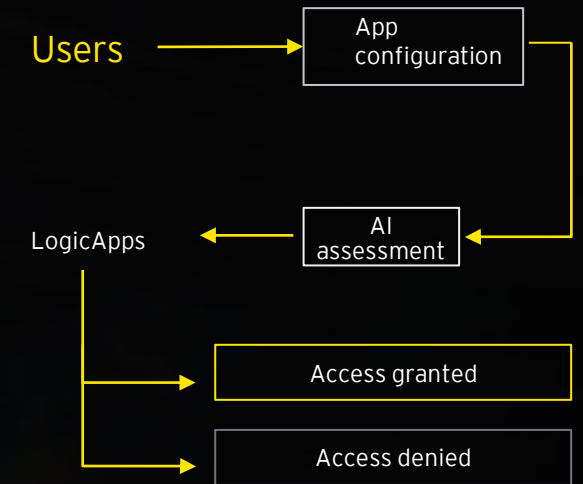 Users
App
configuration
AI
assessment
LogicApps
Access granted
Access denied